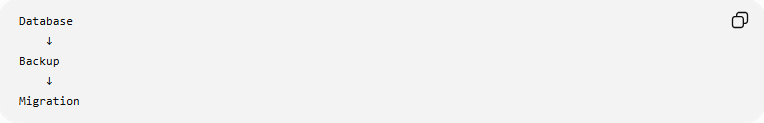 Database
↓
Backup
↓
Migration